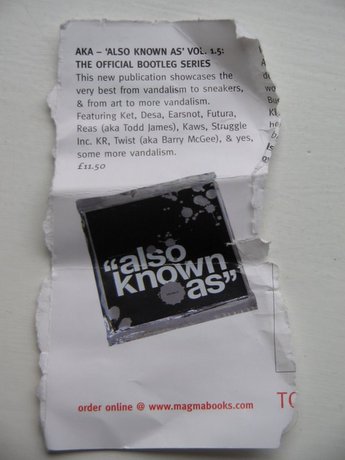 AKA – 'ALSO KNOWN AS' VOL. 1.5:
THE OFFICIAL BOOTLEG SERIES
This new publication showcases the
very best from vandalism to sneakers,
& from art to more vandalism.
Featuring Ket, Desa, Earsnot, Futura,
Reas (aka Todd James), Kaws, Struggle
Inc. KR, Twist (aka Barry McGee), & yes,
some more vandalism.
£11.50
"also
known
as"
order online @ www.magmabooks.com